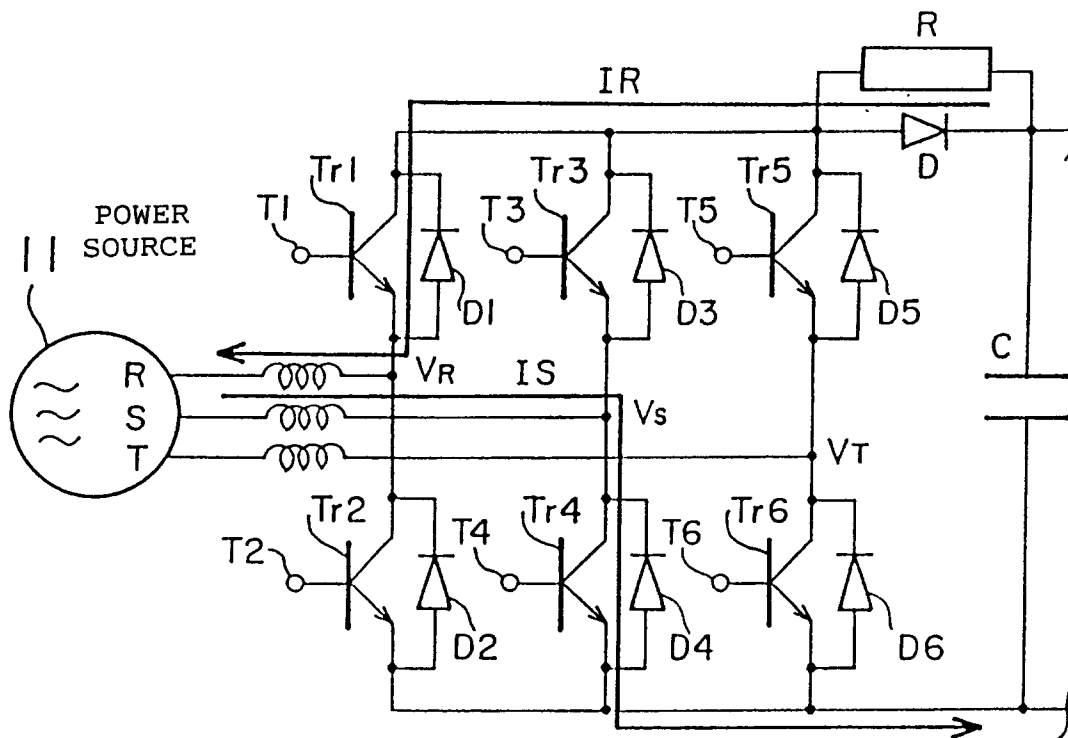 R
IR
D
Tr1
Tr3
Tr5
T1
T3
T5
POWER
SOURCE
11
D1
D3
D5
C
R
S
T
VR
IS
VS
VT
Tr2
Tr4
Tr6
T2
T4
T6
D2
D4
D6